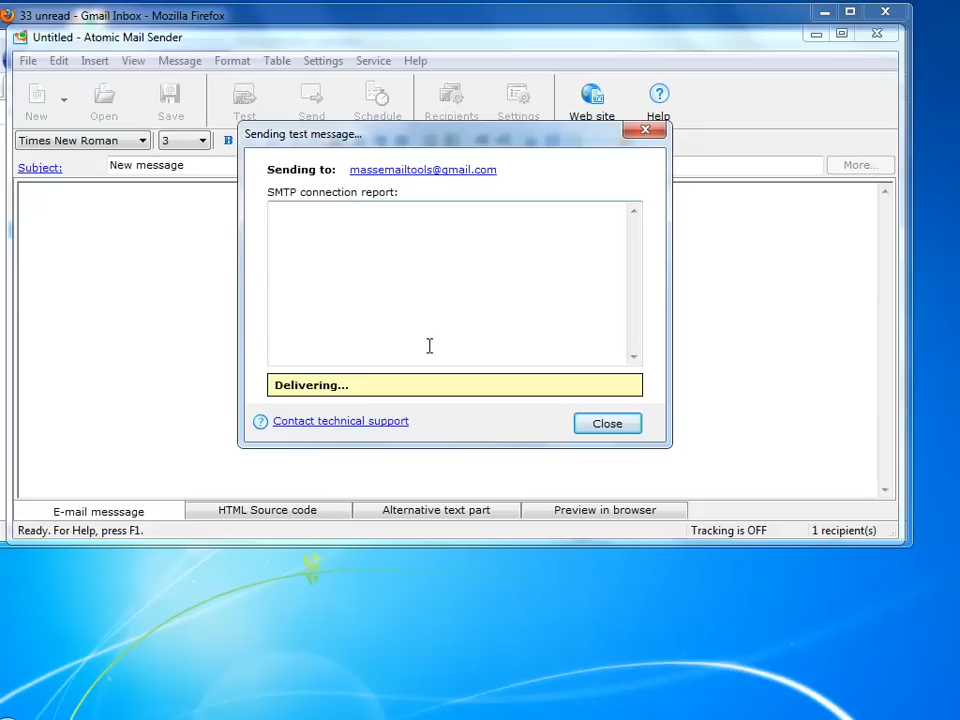 33 unread - Gmail Inbox - Mozilla Firefox
Untitled - Atomic Mail Sender
File Edit Insert View Message Format Table Settings Service Help
New Open Save Test Send Schedule Recipients Settings Web site Help
Times New Roman 3 B
Subject: New message More...
Sending test message...
Sending to: massemailtools@gmail.com
SMTP connection report:
Delivering...
Contact technical support Close
E-mail messsage HTML Source code Alternative text part Preview in browser
Ready. For Help, press F1. Tracking is OFF 1 recipient(s)